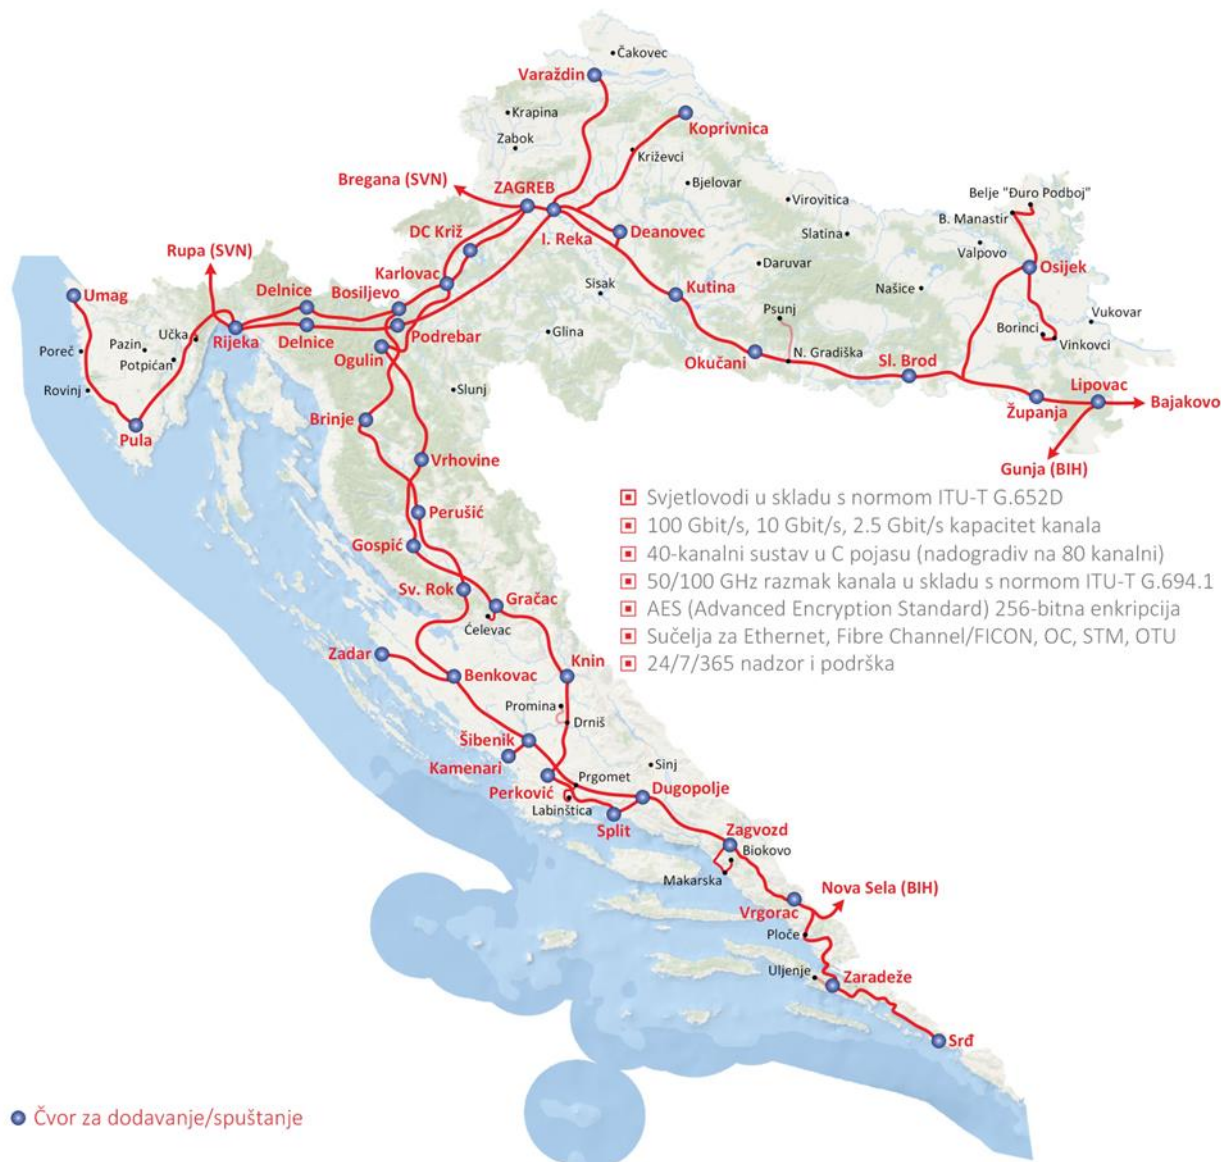 Čakovec
Varaždin
Krapina
Koprivnica
Zabok
Križevci
Bregana (SVN)
ZAGREB
Bjelovar
Virovitica
Belje "Đuro Podboj"
B. Manastir
DC Križ
I. Reka
Deanovec
Slatina
Valpovo
Rupa (SVN)
Karlovac
Daruvar
Osijek
Umag
Delnice
Bosiljevo
Sisak
Kutina
Našice
Psunj
Vukovar
Učka
Rijeka
Delnice
Podrebar
Glina
Borinci
Vinkovci
Poreč
Pazin
Potpićan
Ogulin
Okučani
N. Gradiška
Sl. Brod
Rovinj
Slunj
Lipovac
Bajakovo
Županja
Pula
Brinje
Vrhovine
Gunja (BIH)
Svjetlovodi u skladu s normom ITU-T G.652D
100 Gbit/s, 10 Gbit/s, 2.5 Gbit/s kapacitet kanala
40-kanalni sustav u C pojasu (nadogradiv na 80 kanalni)
50/100 GHz razmak kanala u skladu s normom ITU-T G.694.1
AES (Advanced Encryption Standard) 256-bitna enkripcija
Sučelja za Ethernet, Fibre Channel/FICON, OC, STM, OTU
24/7/365 nadzor i podrška
Perušić
Gospić
Sv. Rok
Gračac
Ćelevac
Zadar
Benkovac
Knin
Promina
Drniš
Šibenik
Kamenari
Sinj
Perković
Prgomet
Labinštica
Dugopolje
Split
Zagvozd
Biokovo
Makarska
Nova Sela (BIH)
Vrgorac
Ploče
Uljenje
Zaradeže
Srđ
Čvor za dodavanje/spuštanje